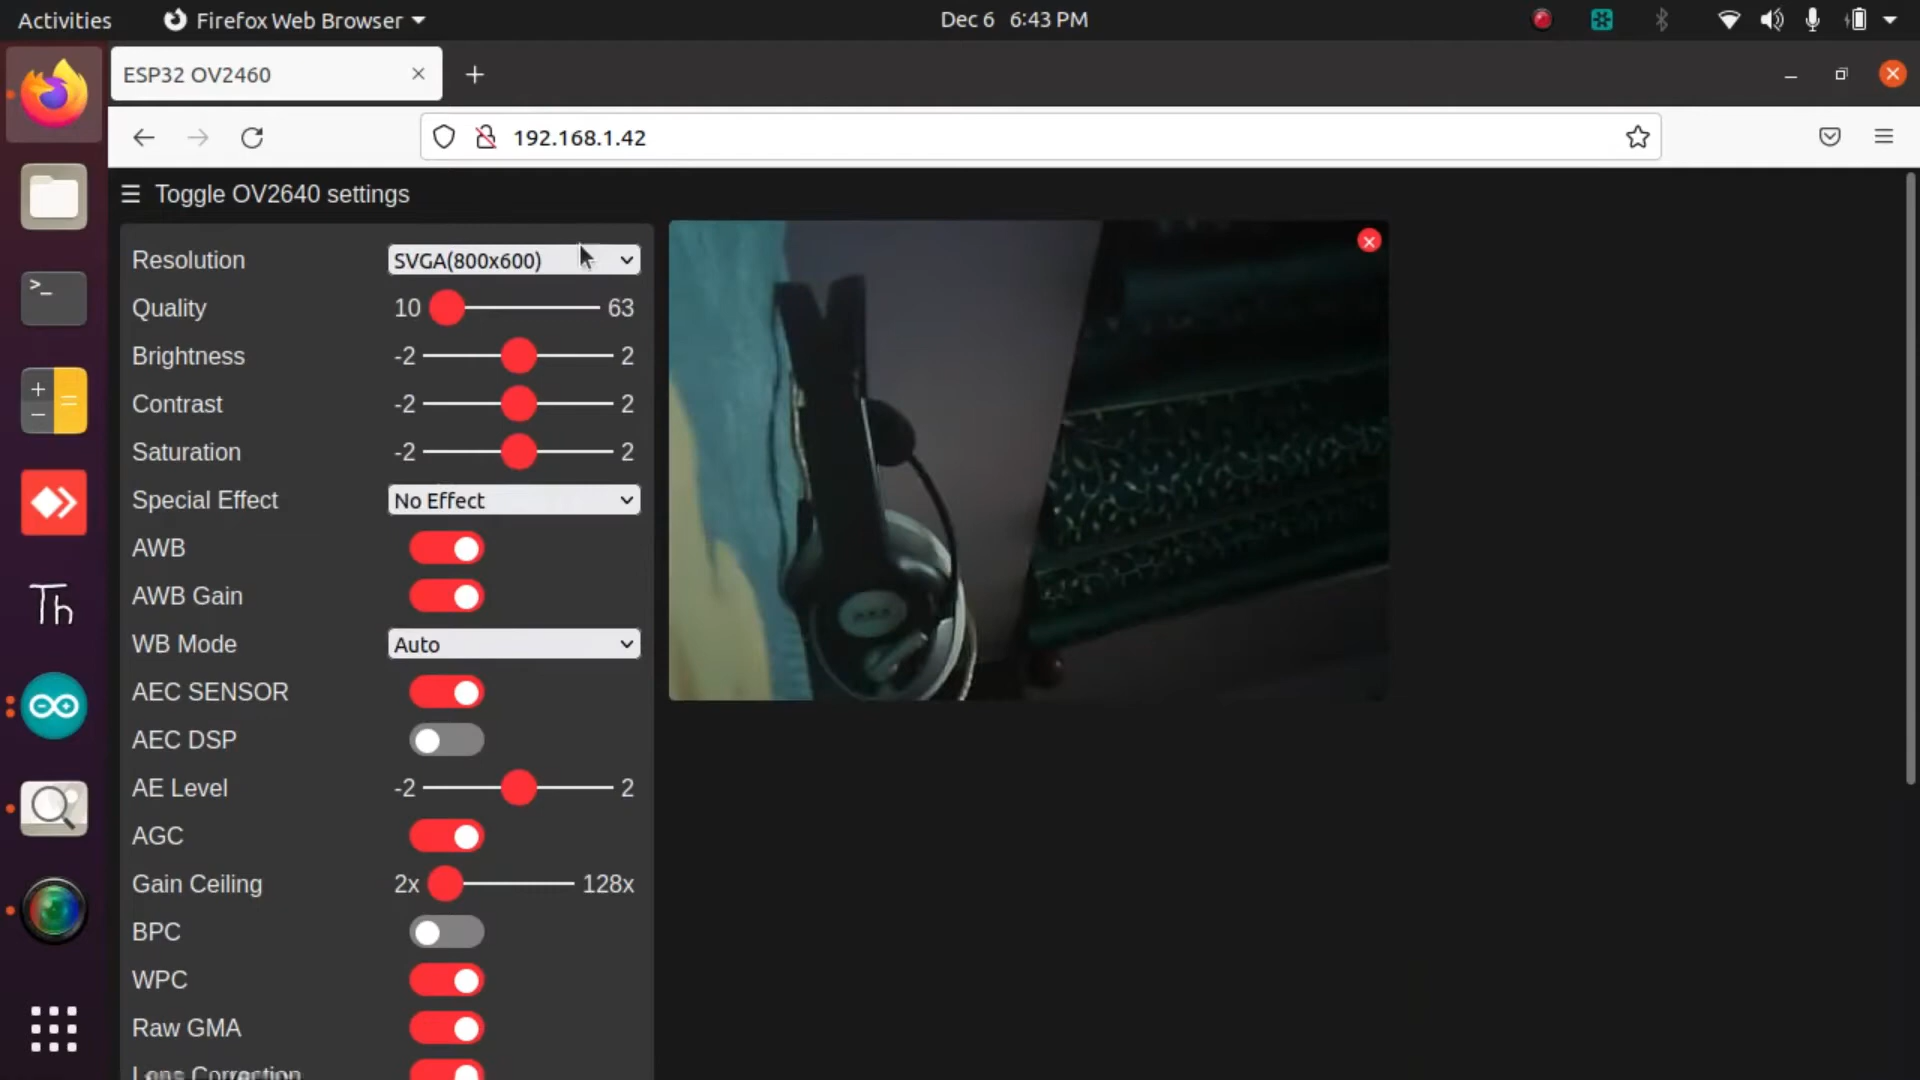 Activities Firefox Web Browser Dec 6 6:43 PM
ESP32 OV2460
192.168.1.42
☰ Toggle OV2640 settings
Resolution SVGA(800x600)
Quality 10 63
Brightness -2 2
Contrast -2 2
Saturation -2 2
Special Effect No Effect
AWB
AWB Gain
WB Mode Auto
AEC SENSOR
AEC DSP
AE Level -2 2
AGC
Gain Ceiling 2x 128x
BPC
WPC
Raw GMA
Lens Correction
>_
Th